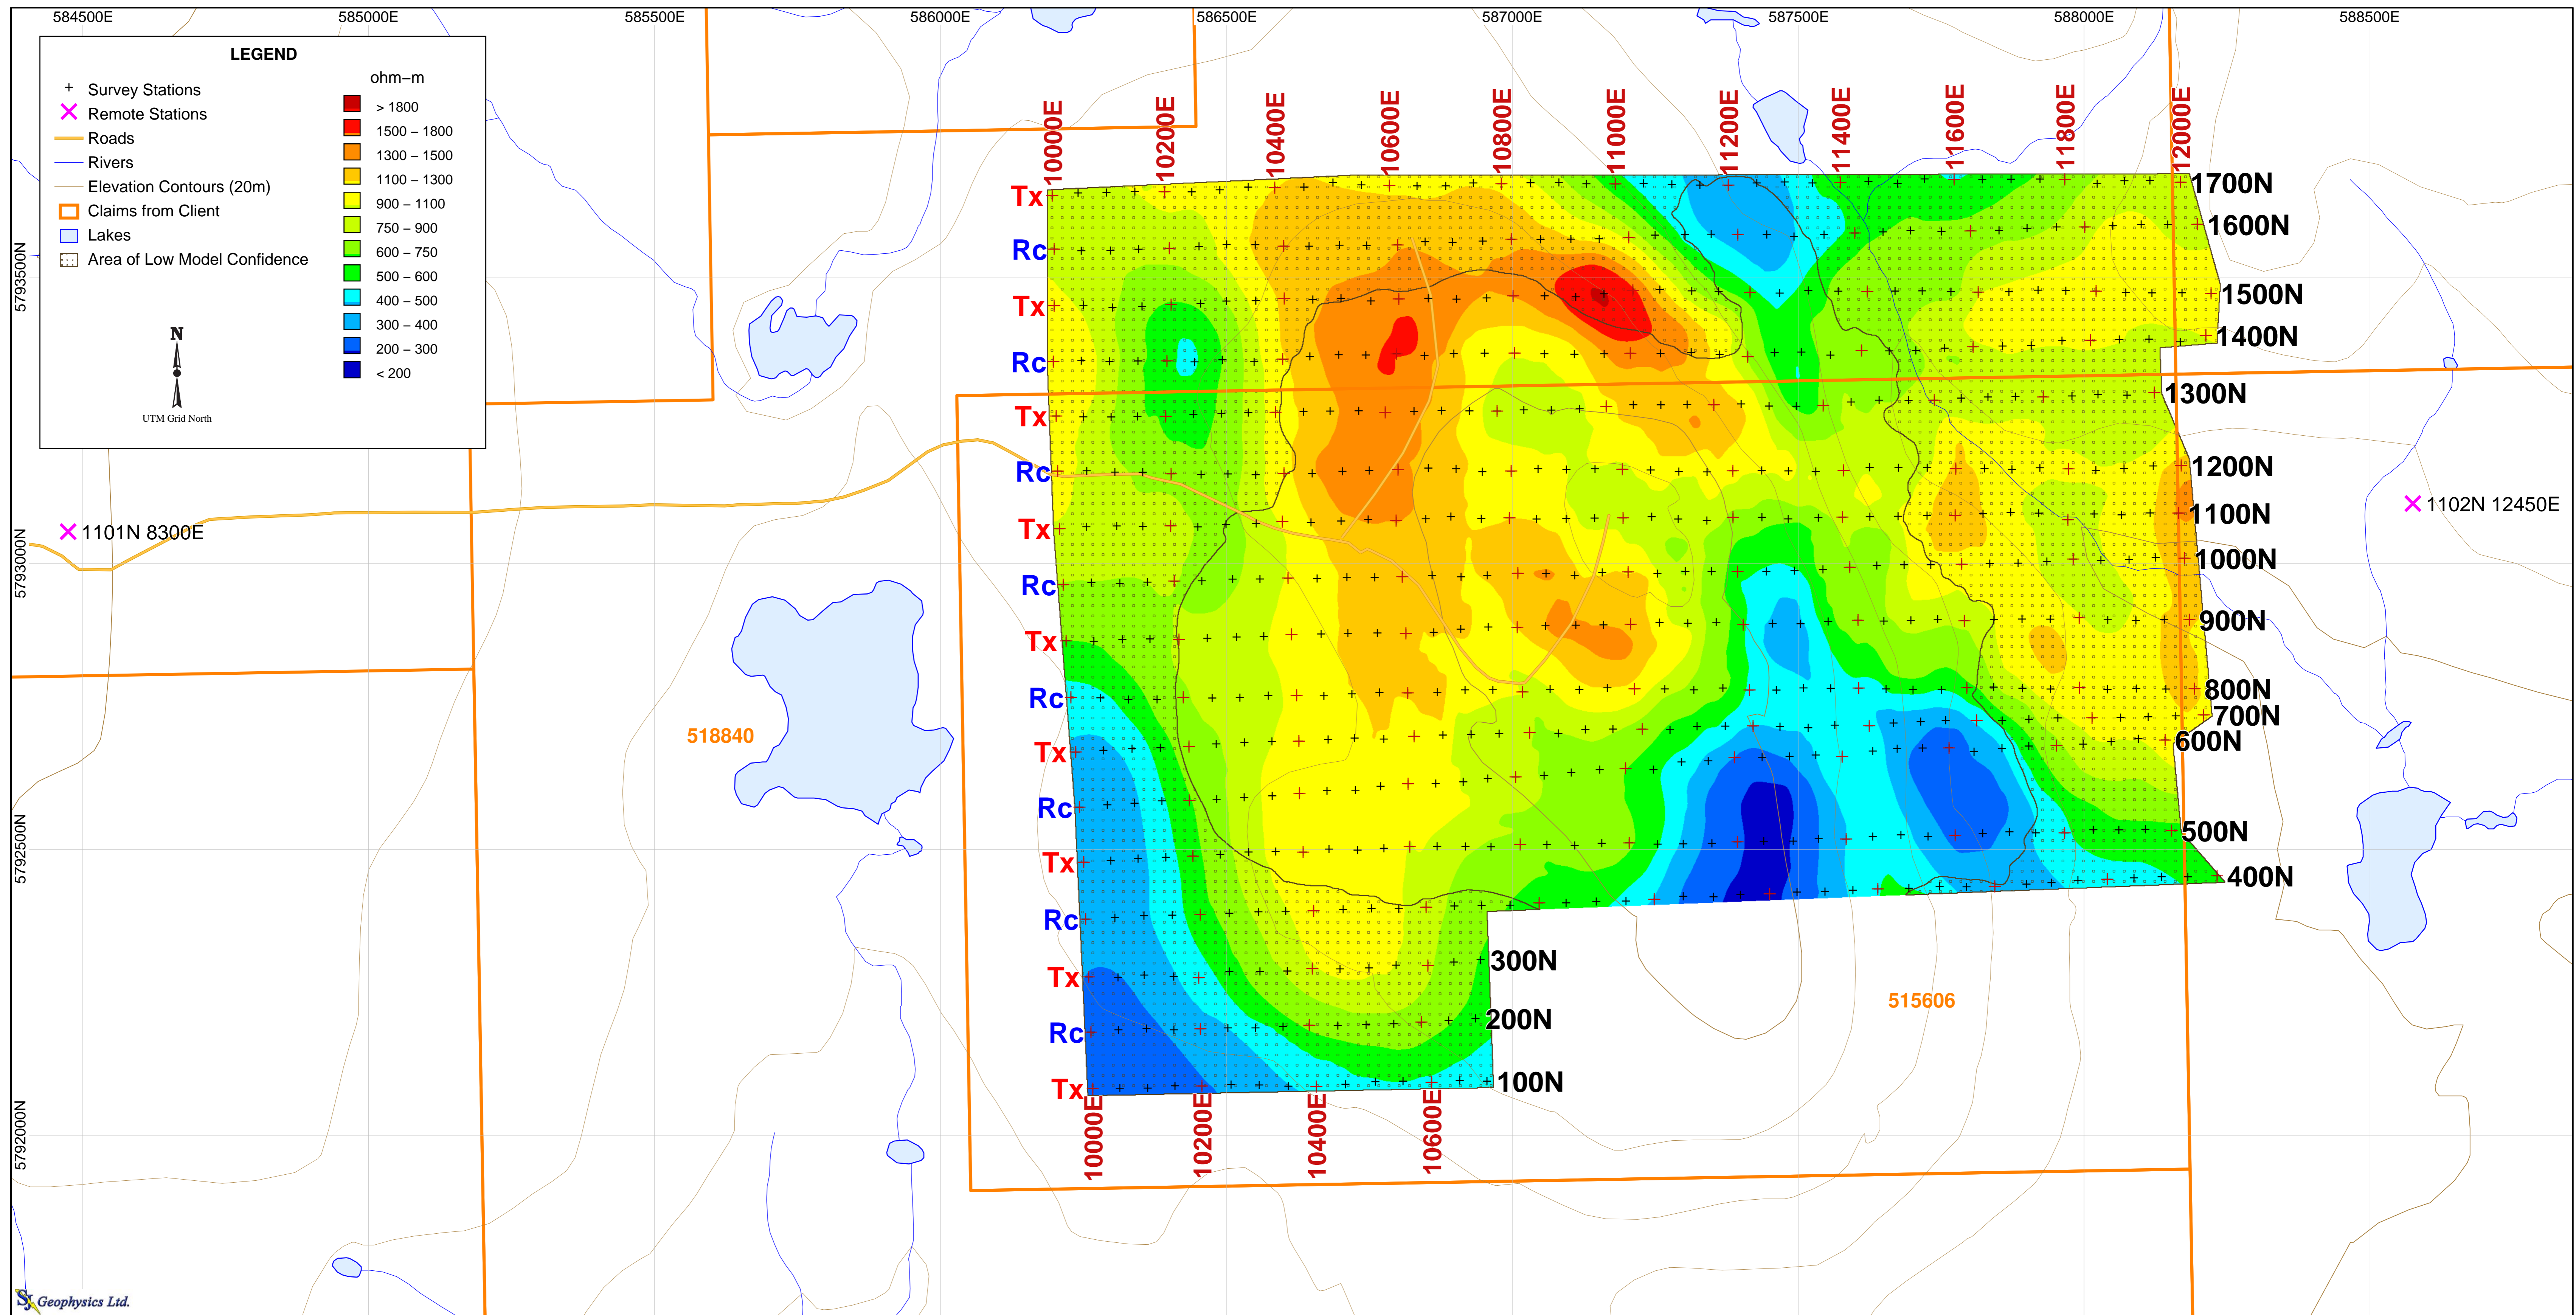 584500E 585000E 585500E 586000E 586500E 587000E 587500E 588000E 588500E
LEGEND
Survey Stations
Remote Stations
Roads
Rivers
Elevation Contours (20m)
Claims from Client
Lakes
Area of Low Model Confidence
ohm-m
> 1800
1500 - 1800
1300 - 1500
1100 - 1300
900 - 1100
750 - 900
600 - 750
500 - 600
400 - 500
300 - 400
200 - 300
< 200
N
UTM Grid North
10000E 10200E 10400E 10600E 10800E 11000E 11200E 11400E 11600E 11800E 12000E
Tx 1700N
Rc 1600N
5793500N
Tx 1500N
Rc 1400N
Tx 1300N
Rc 1200N
1101N 8300E
1102N 12450E
Tx 1100N
5793000N
Rc 1000N
Tx 900N
Rc 800N
518840
700N
Tx 600N
Rc 500N
5792500N
Tx 400N
Rc
Tx 300N
515606
Rc 200N
Tx 100N
5792000N
10000E 10200E 10400E 10600E
SJ Geophysics Ltd.